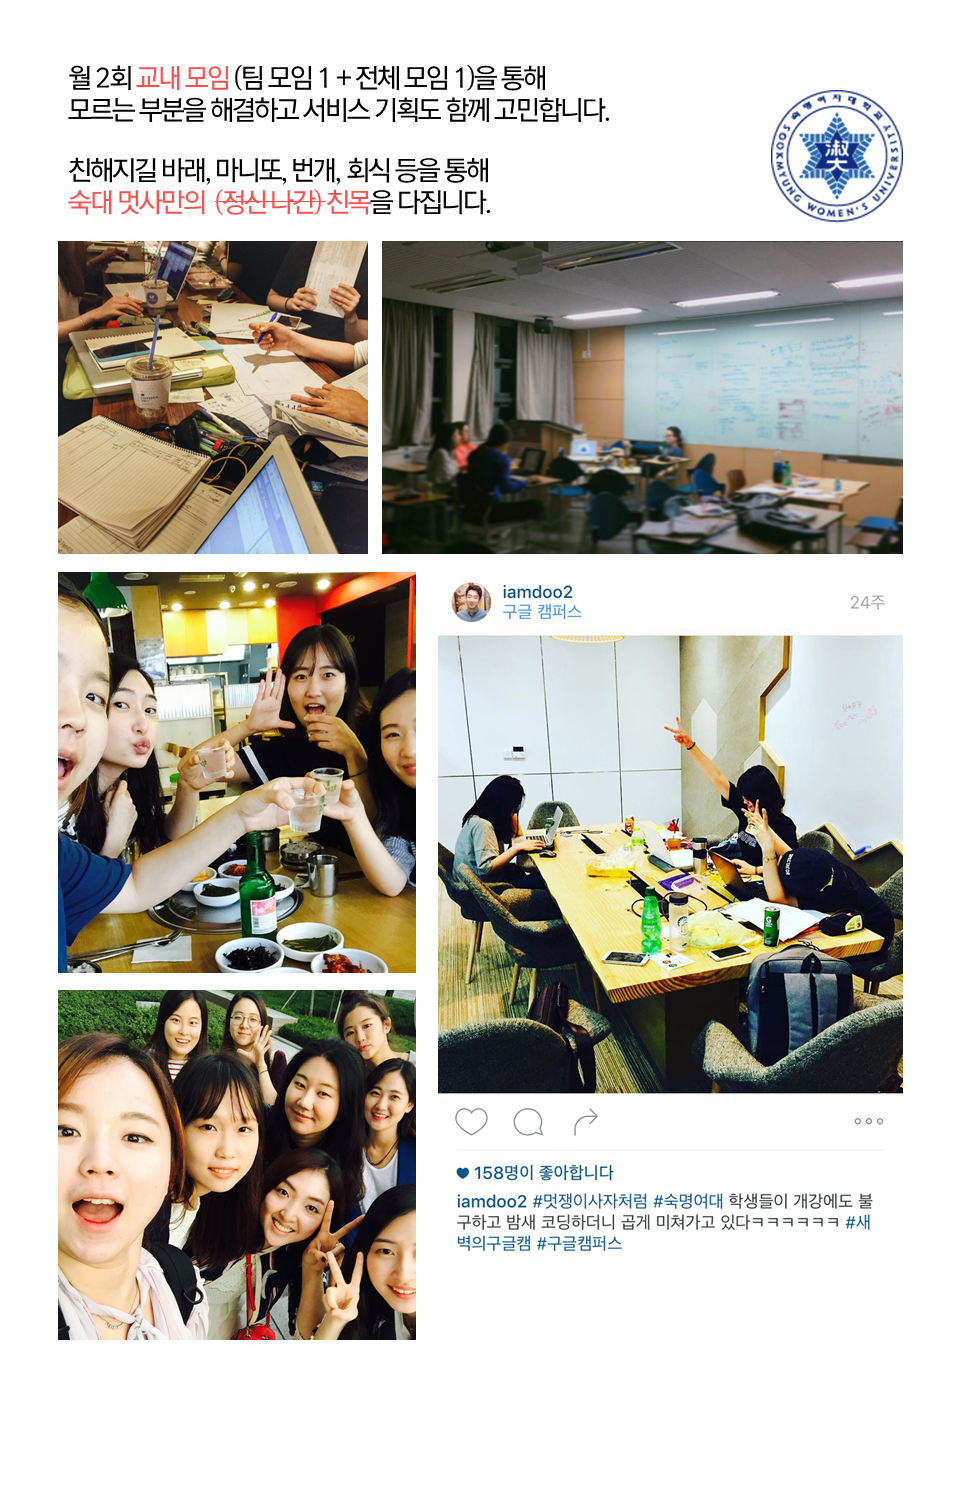 월 2회 교내 모임 (팀 모임 1 + 전체 모임 1)을 통해
모르는 부분을 해결하고 서비스 기획도 함께 고민합니다.
친해지길 바래, 마니또, 번개, 회식 등을 통해
숙대 멋사만의 (정신 나간) 친목을 다집니다.
숙명여자대학교
SOOKMYUNG WOMEN'S UNIVERSITY
淑大
iamdoo2
구글 캠퍼스
24주
158명이 좋아합니다
iamdoo2 #멋쟁이사자처럼 #숙명여대 학생들이 개강에도 불
구하고 밤새 코딩하더니 곱게 미쳐가고 있다ㅋㅋㅋㅋㅋㅋ #새
벽의구글캠 #구글캠퍼스